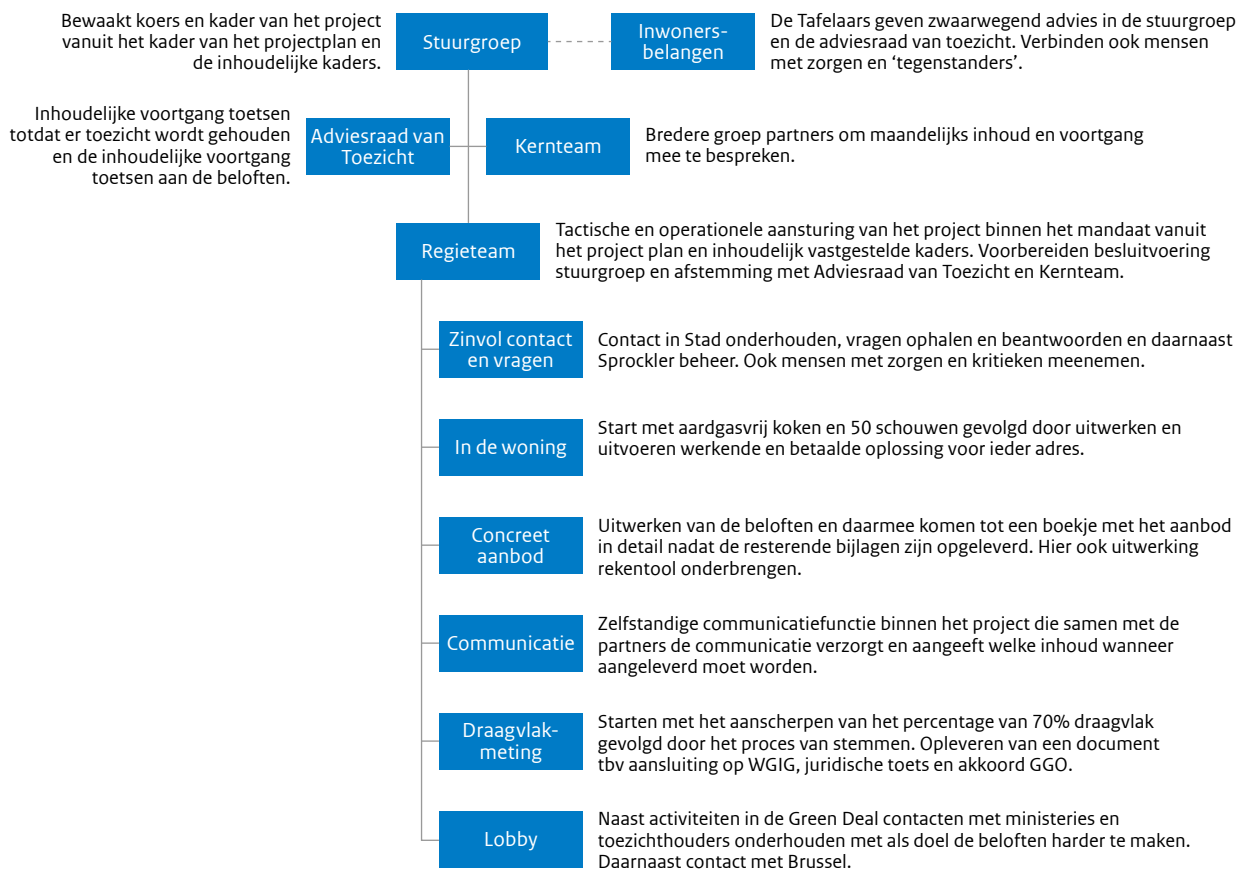 Bewaakt koers en kader van het project
vanuit het kader van het projectplan en
de inhoudelijke kaders.
Stuurgroep
Inwoners-
belangen
De Tafelaars geven zwaarwegend advies in de stuurgroep
en de adviesraad van toezicht. Verbinden ook mensen
met zorgen en ‘tegenstanders’.
Inhoudelijke voortgang toetsen
totdat er toezicht wordt gehouden
en de inhoudelijke voortgang
toetsen aan de beloften.
Adviesraad van
Toezicht
Kernteam
Bredere groep partners om maandelijks inhoud en voortgang
mee te bespreken.
Regieteam
Tactische en operationele aansturing van het project binnen het mandaat vanuit
het project plan en inhoudelijk vastgestelde kaders. Voorbereiden besluitvoering
stuurgroep en afstemming met Adviesraad van Toezicht en Kernteam.
Zinvol contact
en vragen
Contact in Stad onderhouden, vragen ophalen en beantwoorden en daarnaast
Sprockler beheer. Ook mensen met zorgen en kritieken meenemen.
In de woning
Start met aardgasvrij koken en 50 schouwen gevolgd door uitwerken en
uitvoeren werkende en betaalde oplossing voor ieder adres.
Concreet
aanbod
Uitwerken van de beloften en daarmee komen tot een boekje met het aanbod
in detail nadat de resterende bijlagen zijn opgeleverd. Hier ook uitwerking
rekentool onderbrengen.
Communicatie
Zelfstandige communicatiefunctie binnen het project die samen met de
partners de communicatie verzorgt en aangeeft welke inhoud wanneer
aangeleverd moet worden.
Draagvlak-
meting
Starten met het aanscherpen van het percentage van 70% draagvlak
gevolgd door het proces van stemmen. Opleveren van een document
tbv aansluiting op WGIG, juridische toets en akkoord GGO.
Lobby
Naast activiteiten in de Green Deal contacten met ministeries en
toezichthouders onderhouden met als doel de beloften harder te maken.
Daarnaast contact met Brussel.